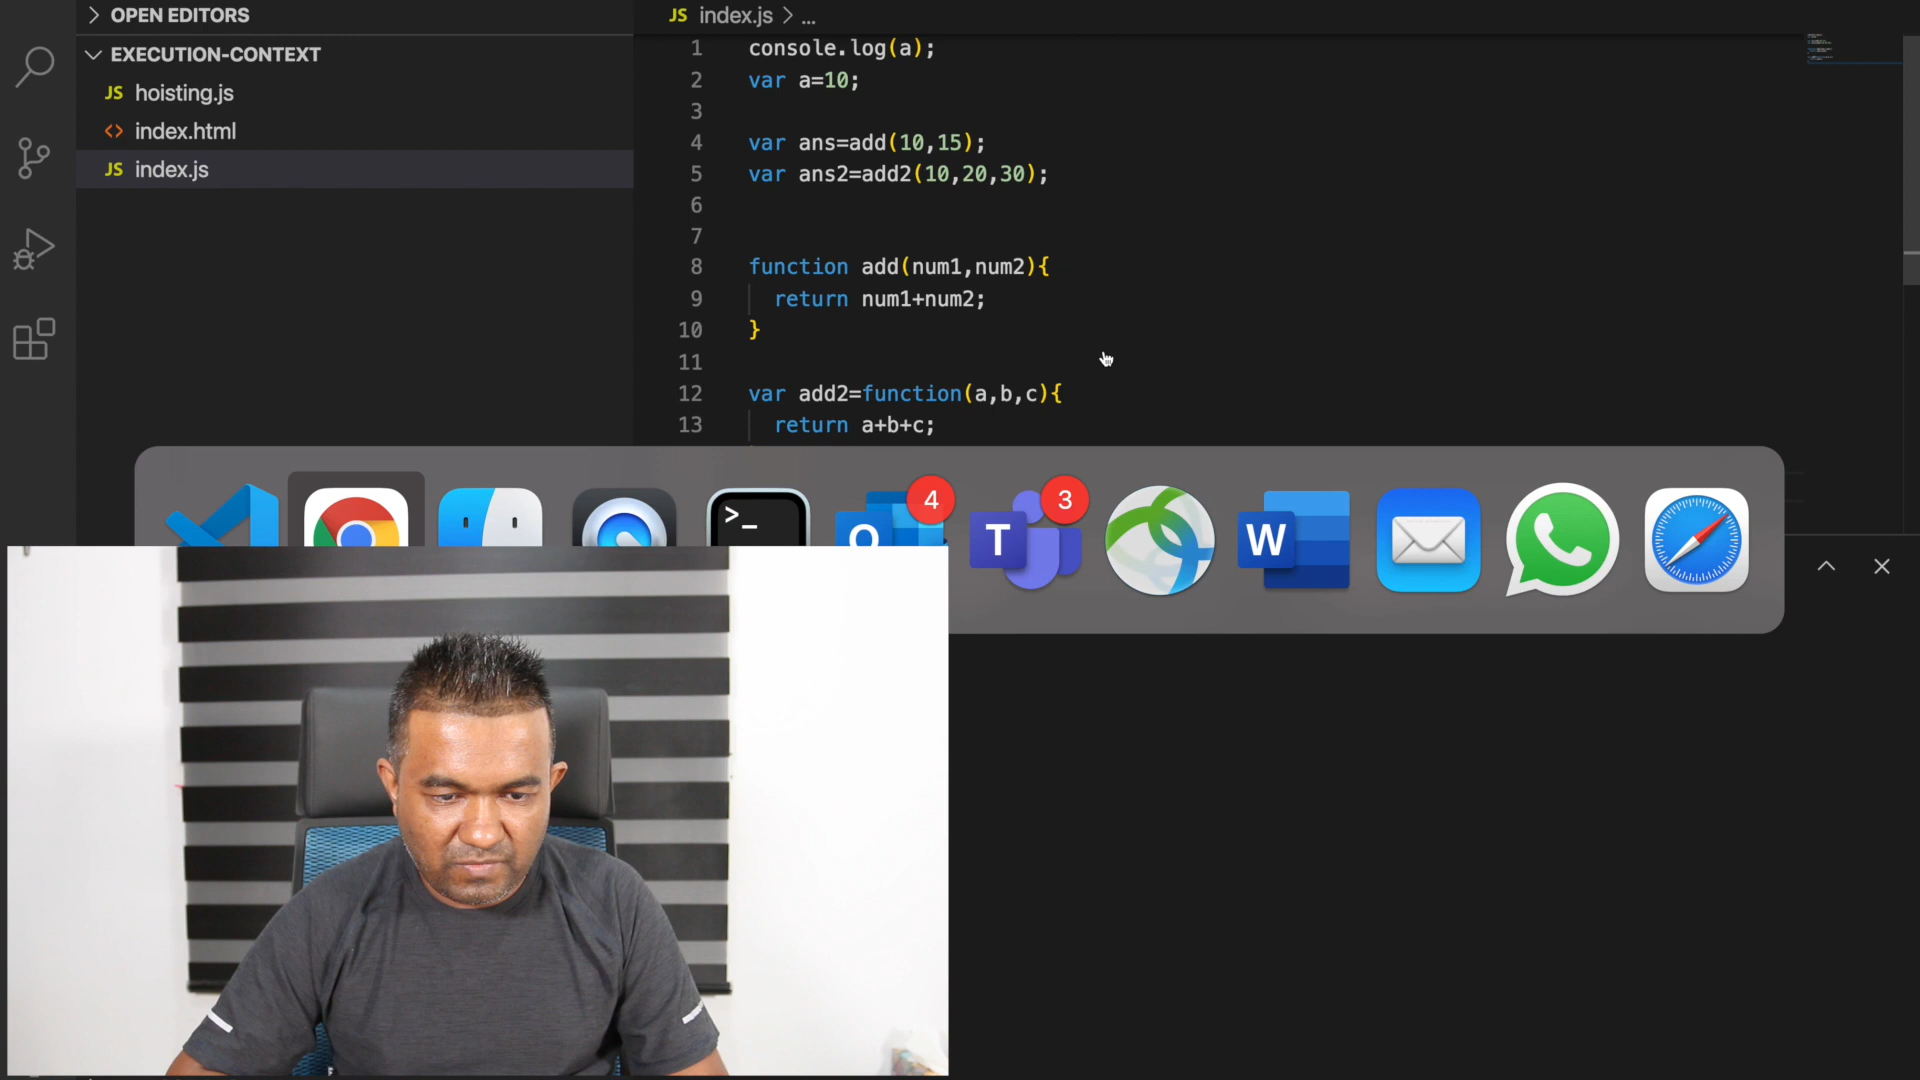 OPEN EDITORS
EXECUTION-CONTEXT
JS hoisting.js
<> index.html
JS index.js
JS index.js > ...
1 console.log(a);
2 var a=10;
3
4 var ans=add(10,15);
5 var ans2=add2(10,20,30);
6
7
8 function add(num1,num2){
9 return num1+num2;
10 }
11
12 var add2=function(a,b,c){
13 return a+b+c;
>_
O
4
T
3
W